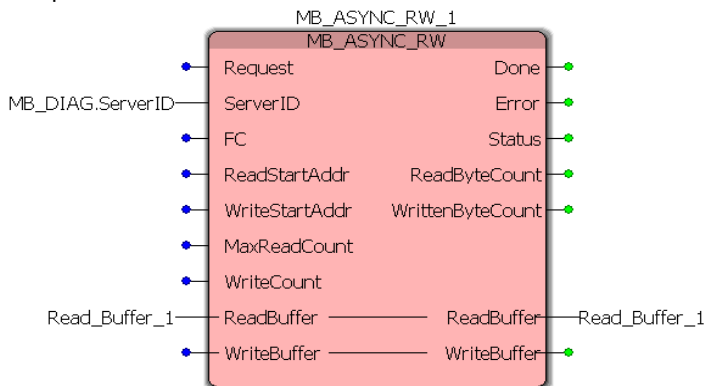 MB_ASYNC_RW_1
MB_ASYNC_RW
Request Done
MB_DIAG.ServerID ServerID Error
FC Status
ReadStartAddr ReadByteCount
WriteStartAddr WrittenByteCount
MaxReadCount
WriteCount
Read_Buffer_1 ReadBuffer ReadBuffer Read_Buffer_1
WriteBuffer WriteBuffer